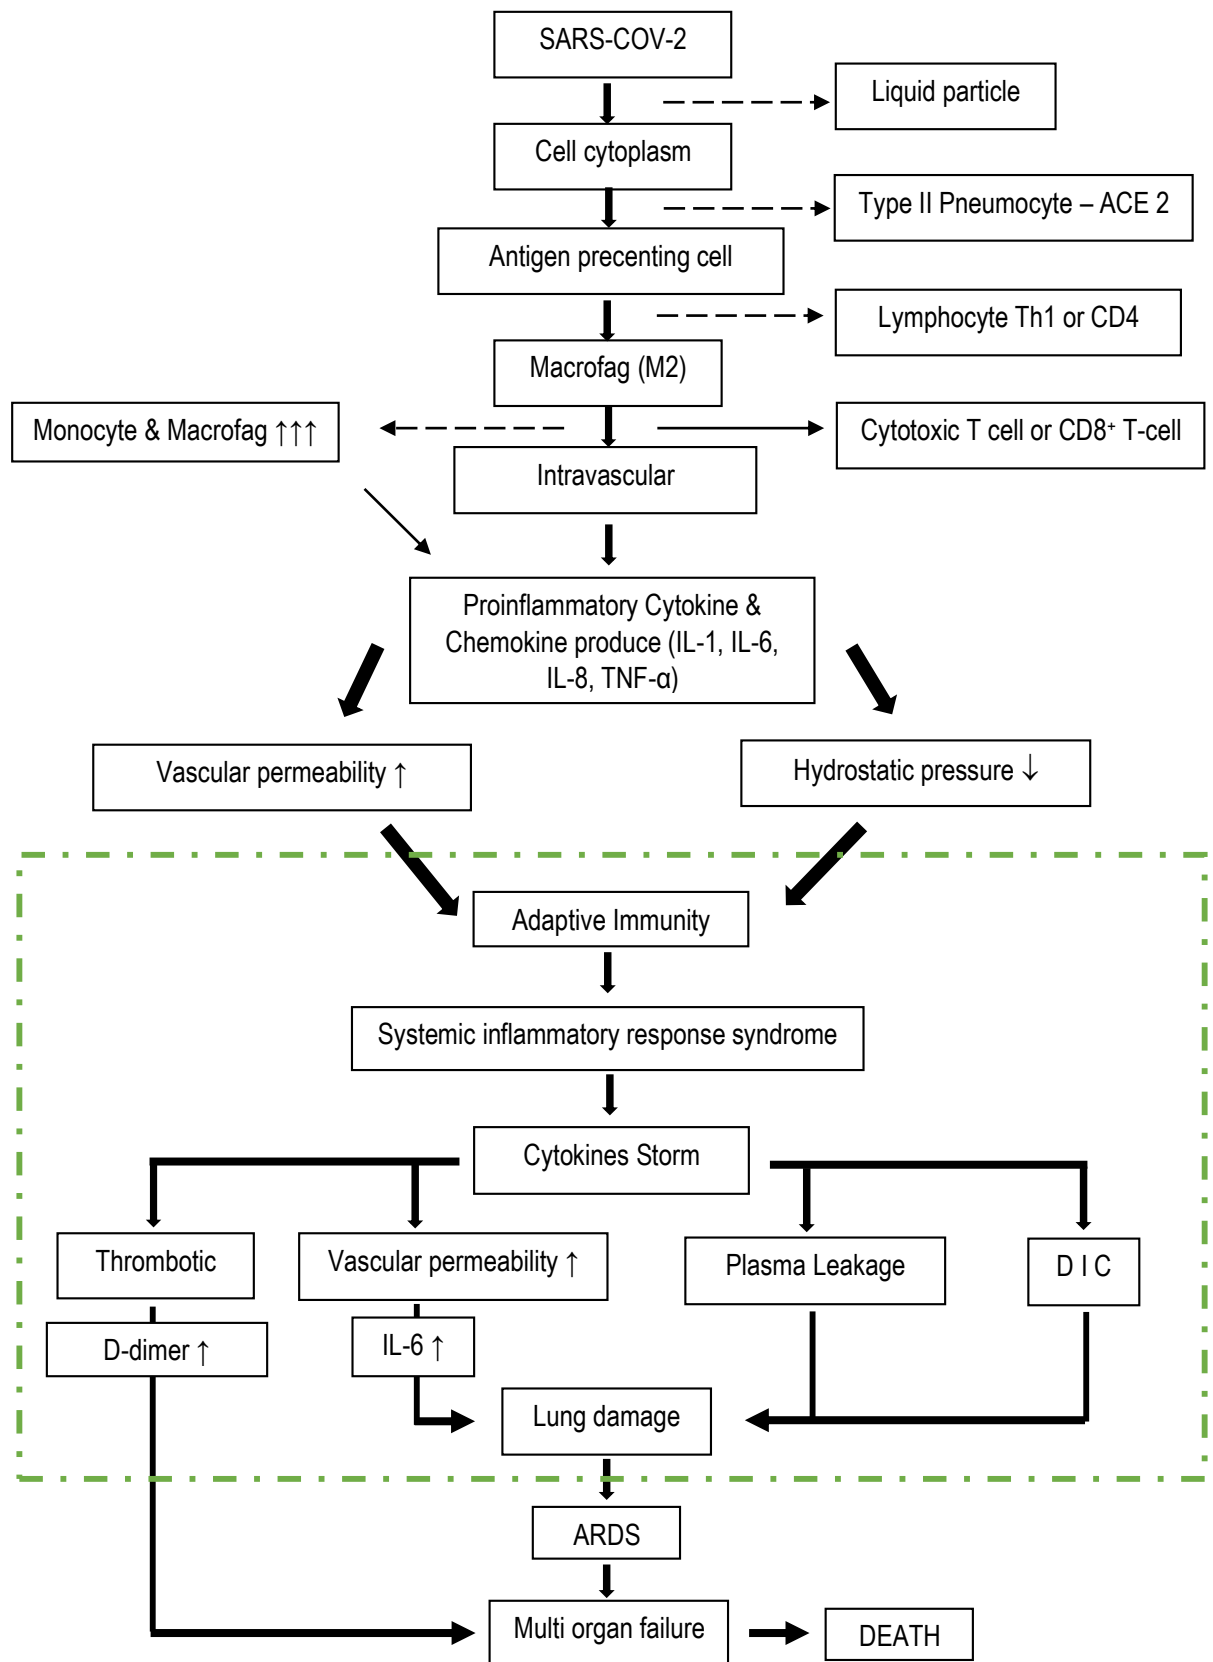 SARS-COV-2
Liquid particle
Cell cytoplasm
Type II Pneumocyte – ACE 2
Antigen precenting cell
Lymphocyte Th1 or CD4
Macrofag (M2)
Monocyte & Macrofag ↑↑↑
Cytotoxic T cell or CD8⁺ T-cell
Intravascular
Proinflammatory Cytokine &
Chemokine produce (IL-1, IL-6,
IL-8, TNF-α)
Vascular permeability ↑
Hydrostatic pressure ↓
Adaptive Immunity
Systemic inflammatory response syndrome
Cytokines Storm
Thrombotic
Vascular permeability ↑
Plasma Leakage
D I C
D-dimer ↑
IL-6 ↑
Lung damage
ARDS
Multi organ failure
DEATH